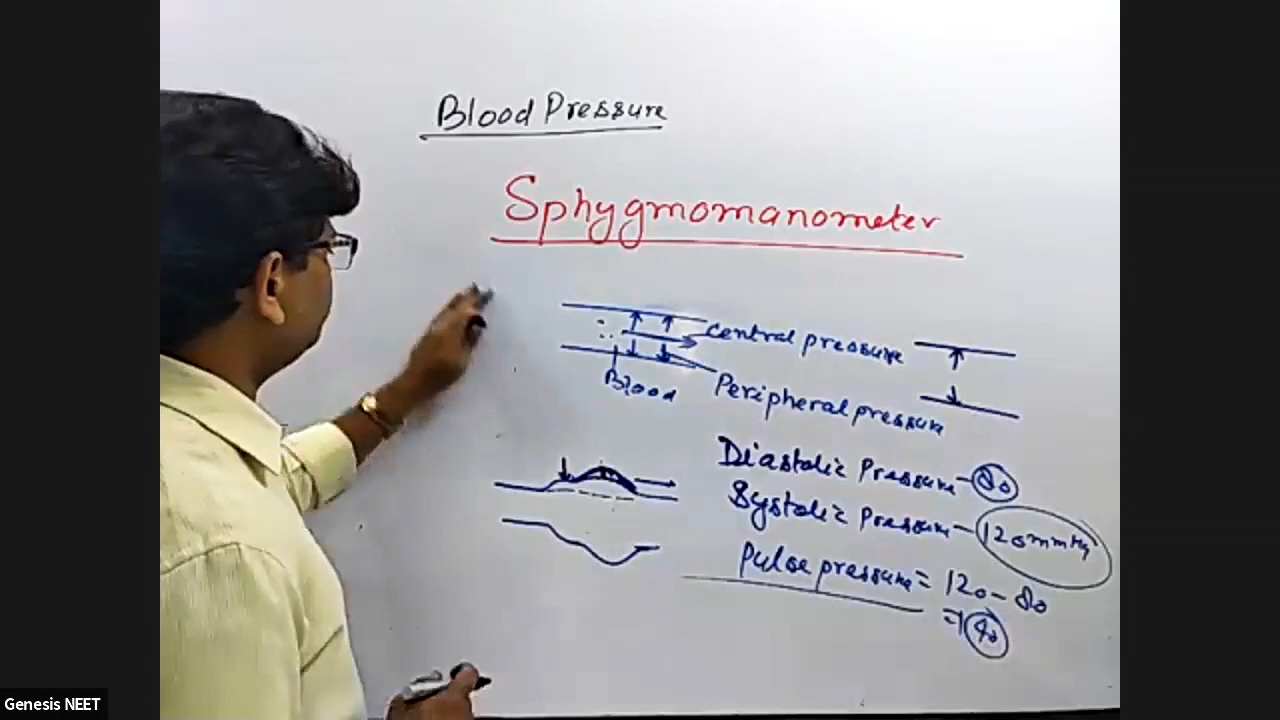 Blood Pressure
Sphygmomanometer
Central pressure
Blood
Peripheral pressure
Diastolic Pressure - 80
Systolic Pressure - 120mmHg
Pulse pressure = 120 - 80
= 40
Genesis NEET